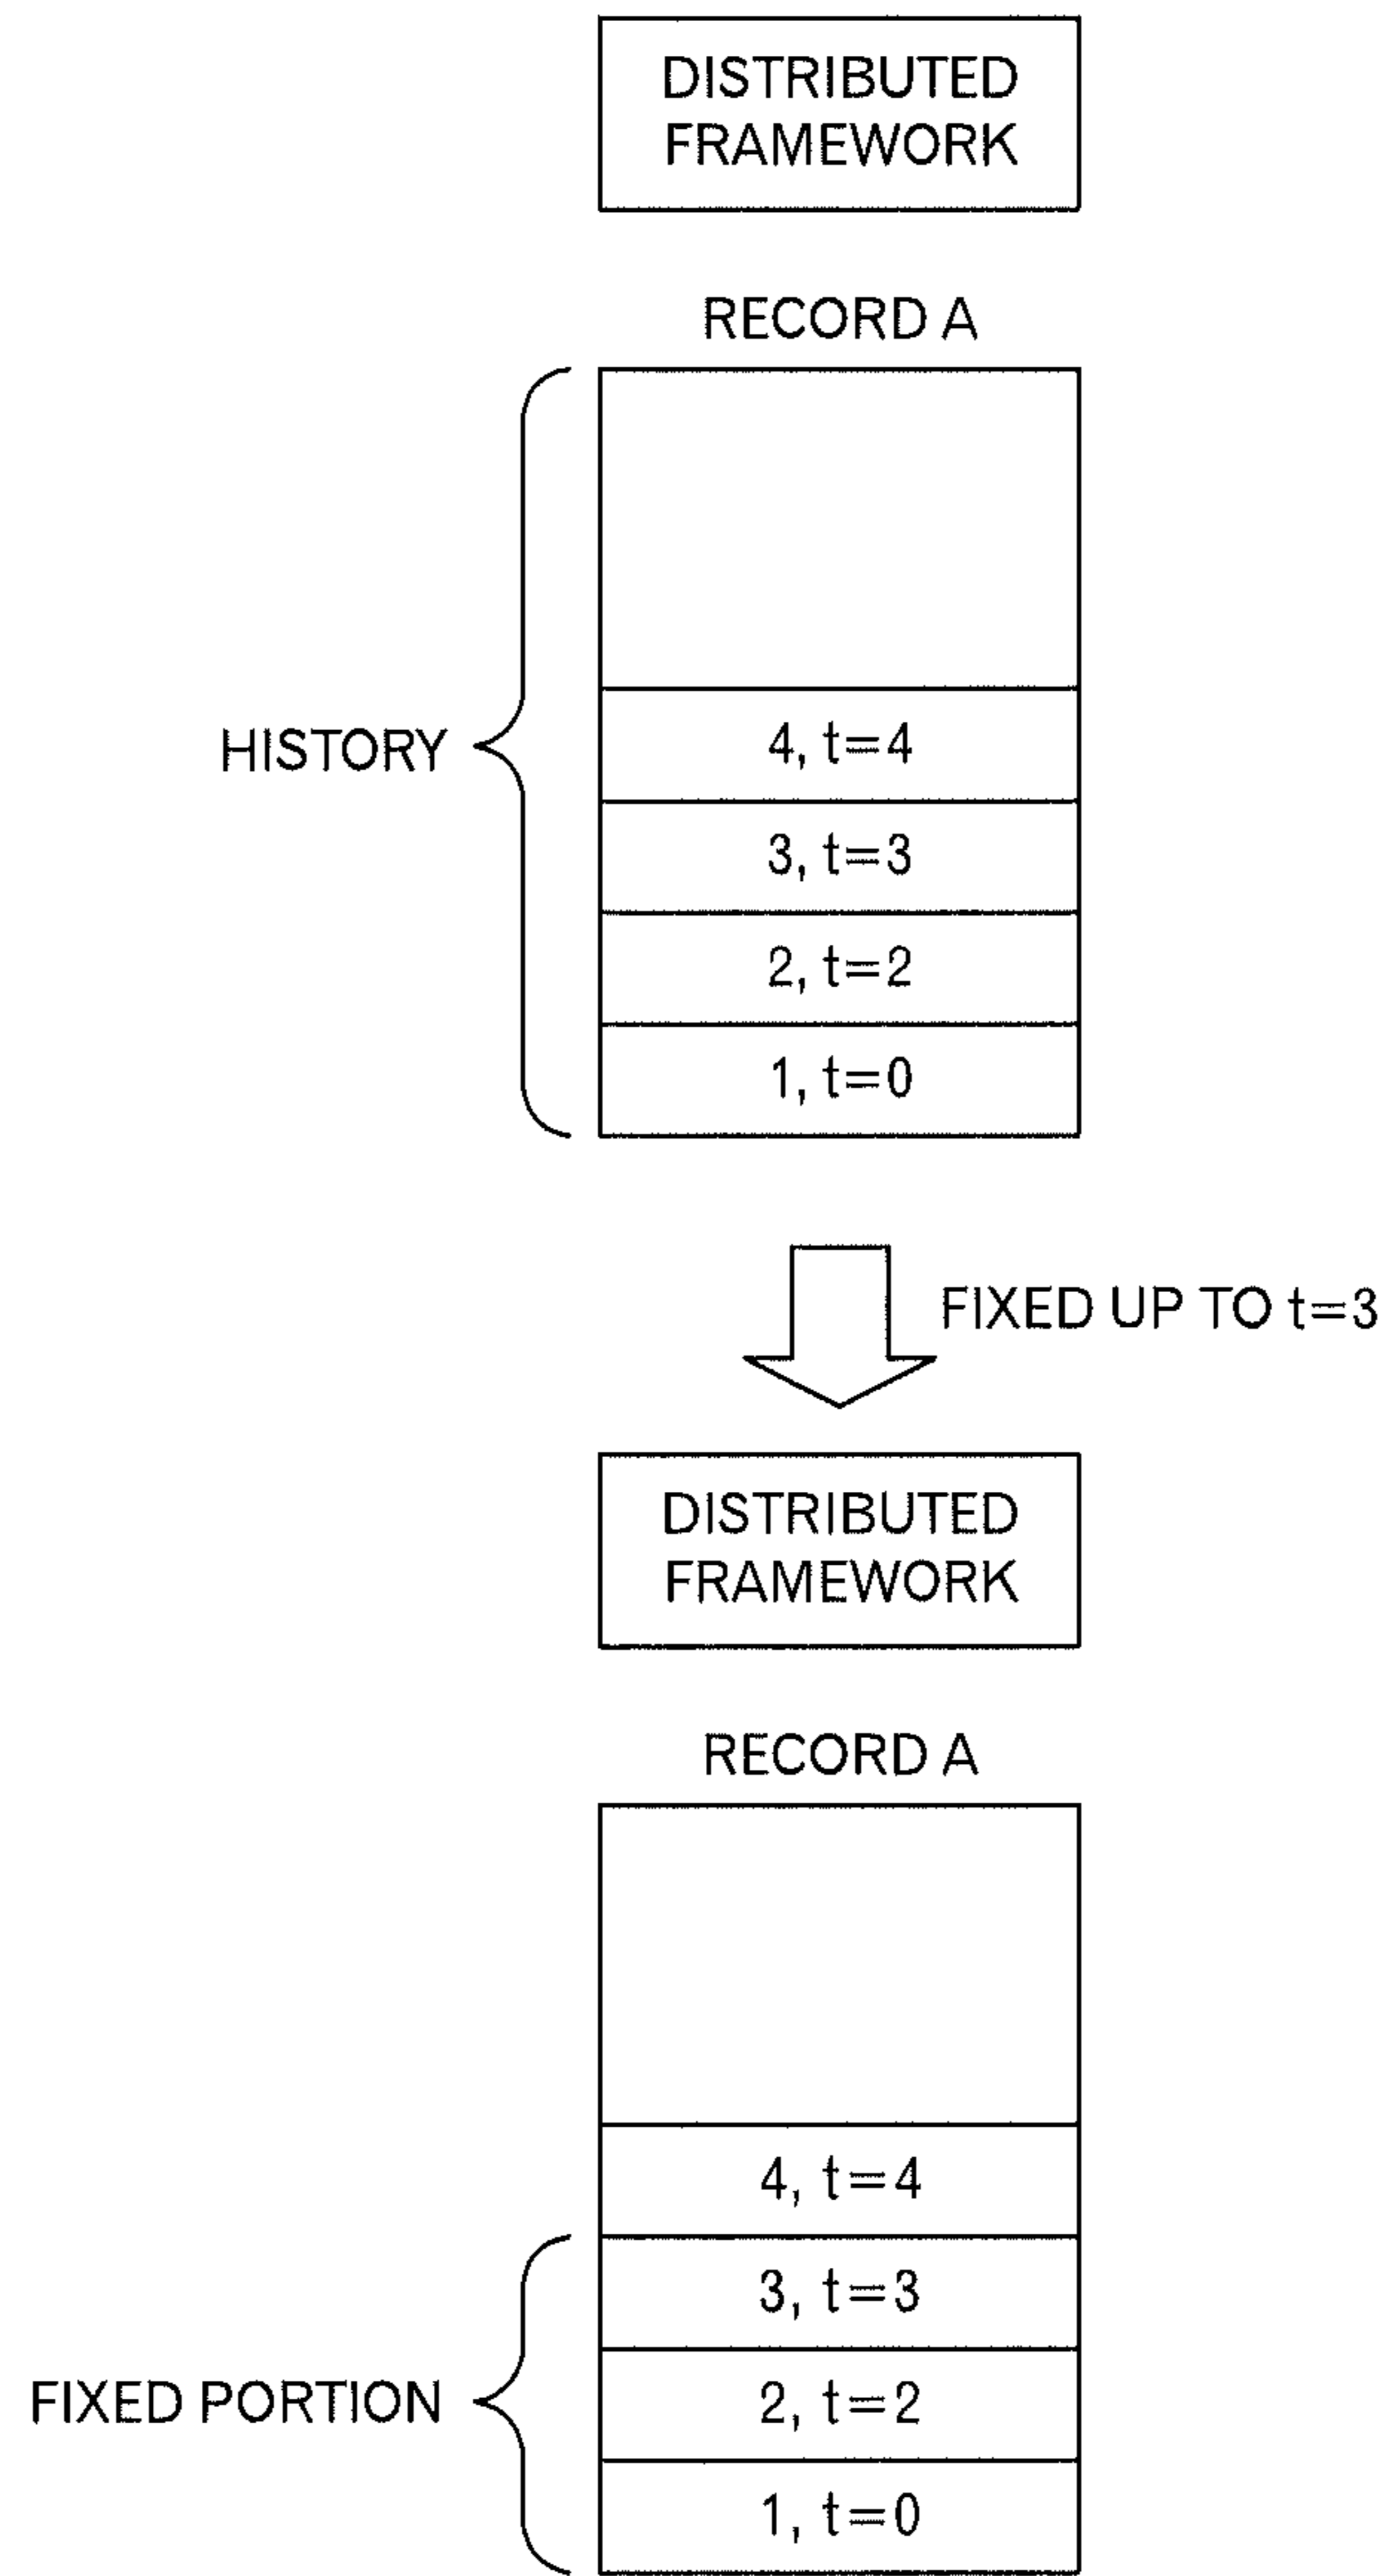 DISTRIBUTED
FRAMEWORK
RECORD A
HISTORY
4, t=4
3, t=3
2, t=2
1, t=0
FIXED UP TO t=3
DISTRIBUTED
FRAMEWORK
RECORD A
4, t=4
3, t=3
FIXED PORTION
2, t=2
1, t=0